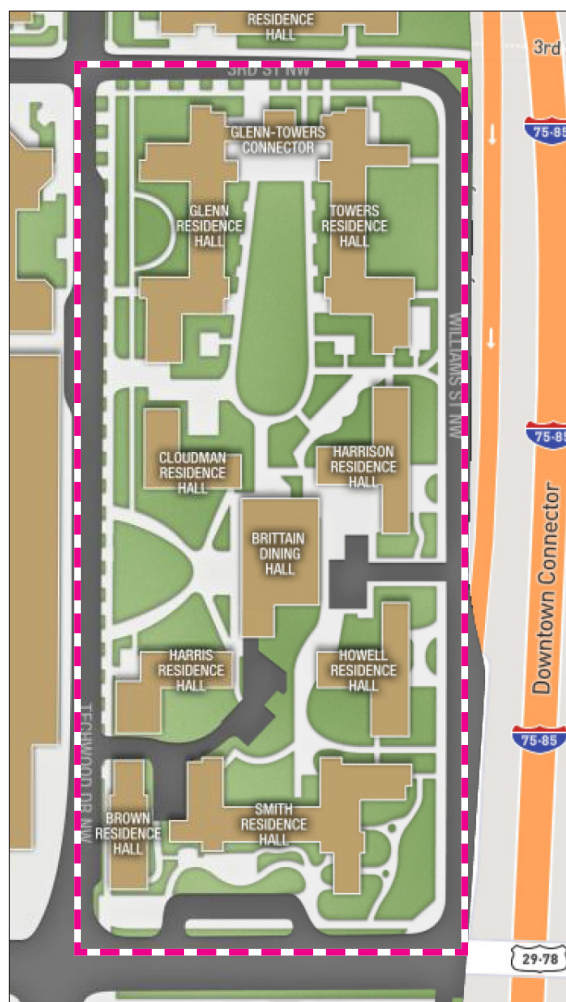 RESIDENCE
HALL
3rd
3RD ST NW
75-85
GLENN-TOWERS
CONNECTOR
GLENN
RESIDENCE
HALL
TOWERS
RESIDENCE
HALL
WILLIAMS ST NW
75-85
CLOUDMAN
RESIDENCE
HALL
HARRISON
RESIDENCE
HALL
BRITTAIN
DINING
HALL
Downtown Connector
HARRIS
RESIDENCE
HALL
HOWELL
RESIDENCE
HALL
75-85
TECHWOOD DR NW
BROWN
RESIDENCE
HALL
SMITH
RESIDENCE
HALL
29-78